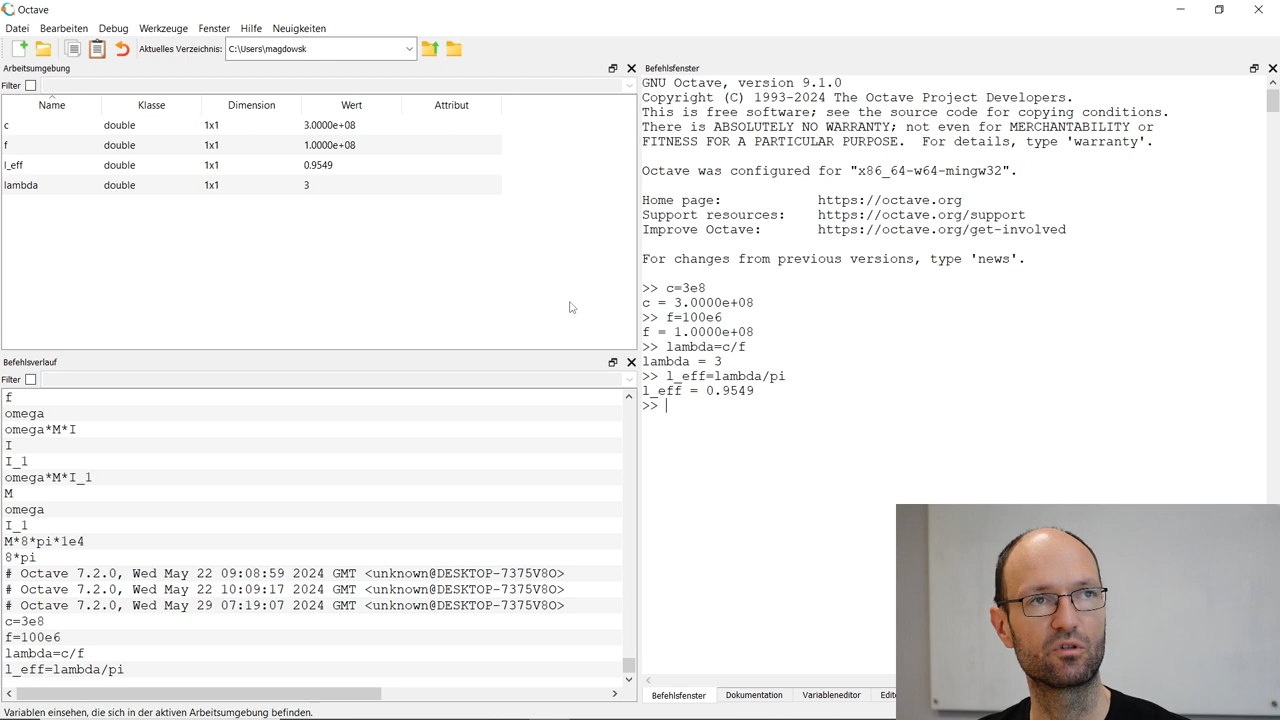 Octave
Datei Bearbeiten Debug Werkzeuge Fenster Hilfe Neuigkeiten
Aktuelles Verzeichnis: C:\Users\magdowsk
Arbeitsumgebung
Filter
Name Klasse Dimension Wert Attribut
c double 1x1 3.0000e+08
f double 1x1 1.0000e+08
l_eff double 1x1 0.9549
lambda double 1x1 3
Befehlsverlauf
Filter
f
omega
omega*M*I
I
I_1
omega*M*I_1
M
omega
I_1
M*8*pi*1e4
8*pi
# Octave 7.2.0, Wed May 22 09:08:59 2024 GMT <unknown@DESKTOP-7375V8O>
# Octave 7.2.0, Wed May 22 10:09:17 2024 GMT <unknown@DESKTOP-7375V8O>
# Octave 7.2.0, Wed May 29 07:19:07 2024 GMT <unknown@DESKTOP-7375V8O>
c=3e8
f=100e6
lambda=c/f
l_eff=lambda/pi
Variablen einsehen, die sich in der aktiven Arbeitsumgebung befinden.
Befehlsfenster
GNU Octave, version 9.1.0
Copyright (C) 1993-2024 The Octave Project Developers.
This is free software; see the source code for copying conditions.
There is ABSOLUTELY NO WARRANTY; not even for MERCHANTABILITY or
FITNESS FOR A PARTICULAR PURPOSE.  For details, type 'warranty'.
Octave was configured for "x86_64-w64-mingw32".
Home page: https://octave.org
Support resources: https://octave.org/support
Improve Octave: https://octave.org/get-involved
For changes from previous versions, type 'news'.
>> c=3e8
c = 3.0000e+08
>> f=100e6
f = 1.0000e+08
>> lambda=c/f
lambda = 3
>> l_eff=lambda/pi
l_eff = 0.9549
>>
Befehlsfenster Dokumentation Variableneditor